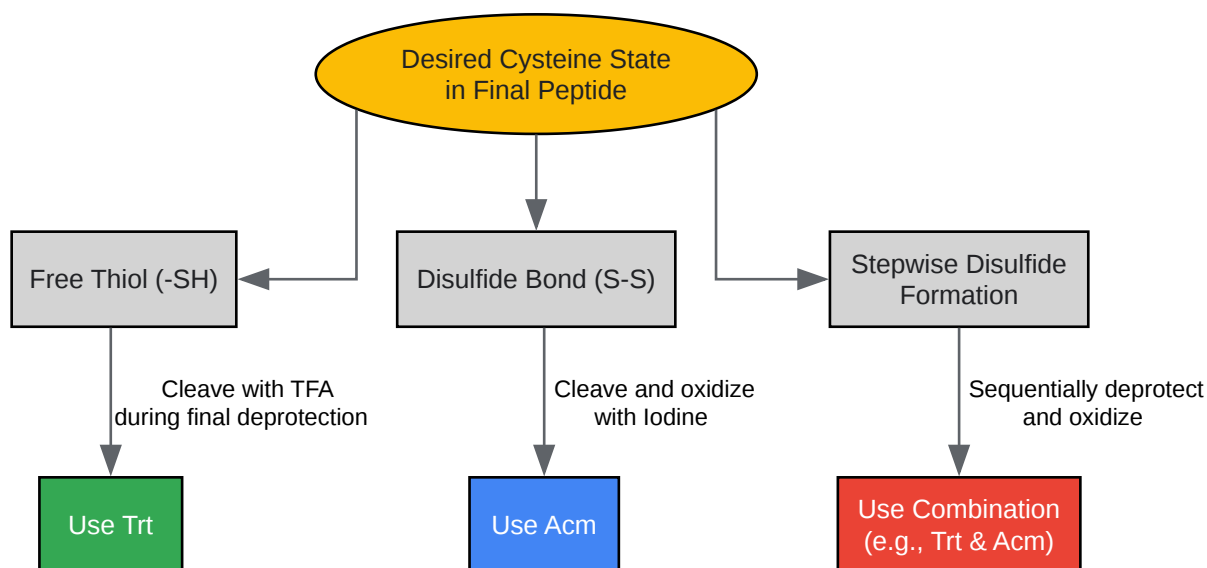 Desired Cysteine State
in Final Peptide
Free Thiol (-SH)
Disulfide Bond (S-S)
Stepwise Disulfide
Formation
Cleave with TFA
during final deprotection
Cleave and oxidize
with Iodine
Sequentially deprotect
and oxidize
Use Trt
Use Acm
Use Combination
(e.g., Trt & Acm)